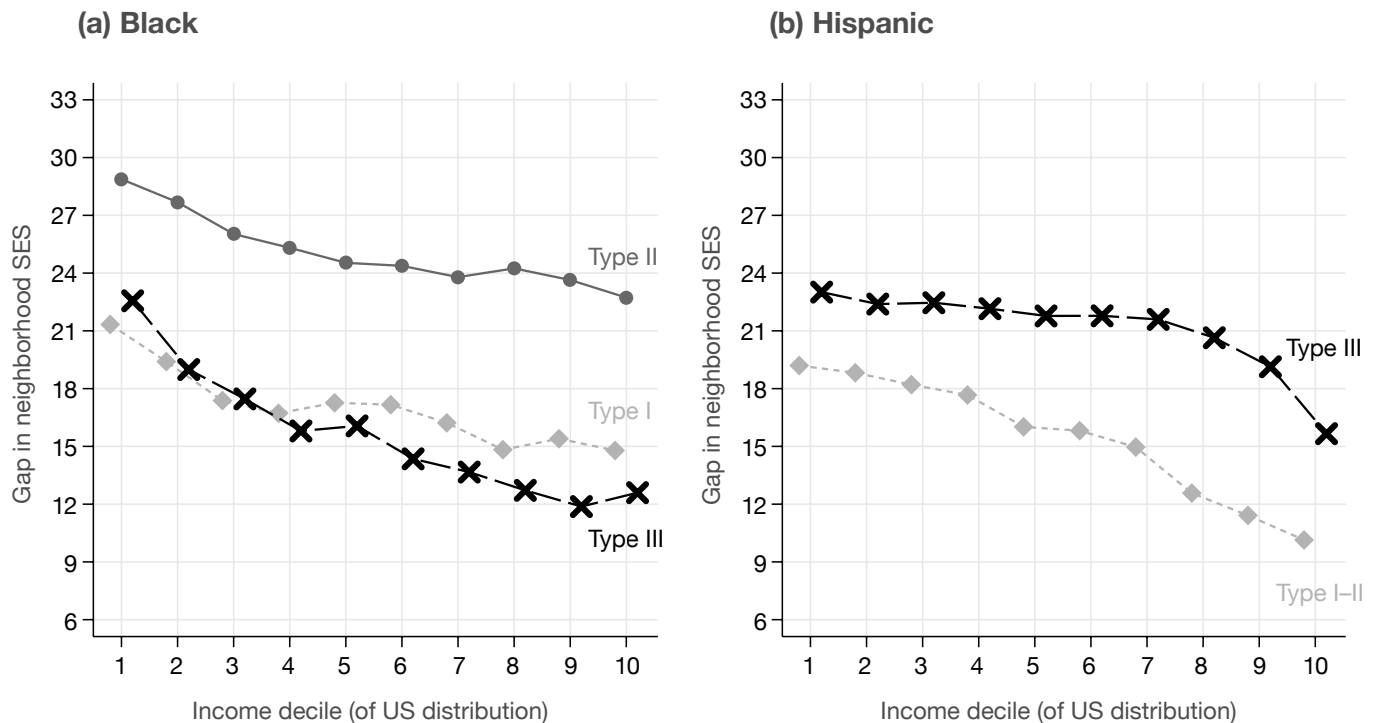 (a) Black
Gap in neighborhood SES
33
30
27
24
21
18
15
12
9
6
Type II
Type I
Type III
1 2 3 4 5 6 7 8 9 10
Income decile (of US distribution)
(b) Hispanic
Gap in neighborhood SES
33
30
27
24
21
18
15
12
9
6
Type III
Type I–II
1 2 3 4 5 6 7 8 9 10
Income decile (of US distribution)